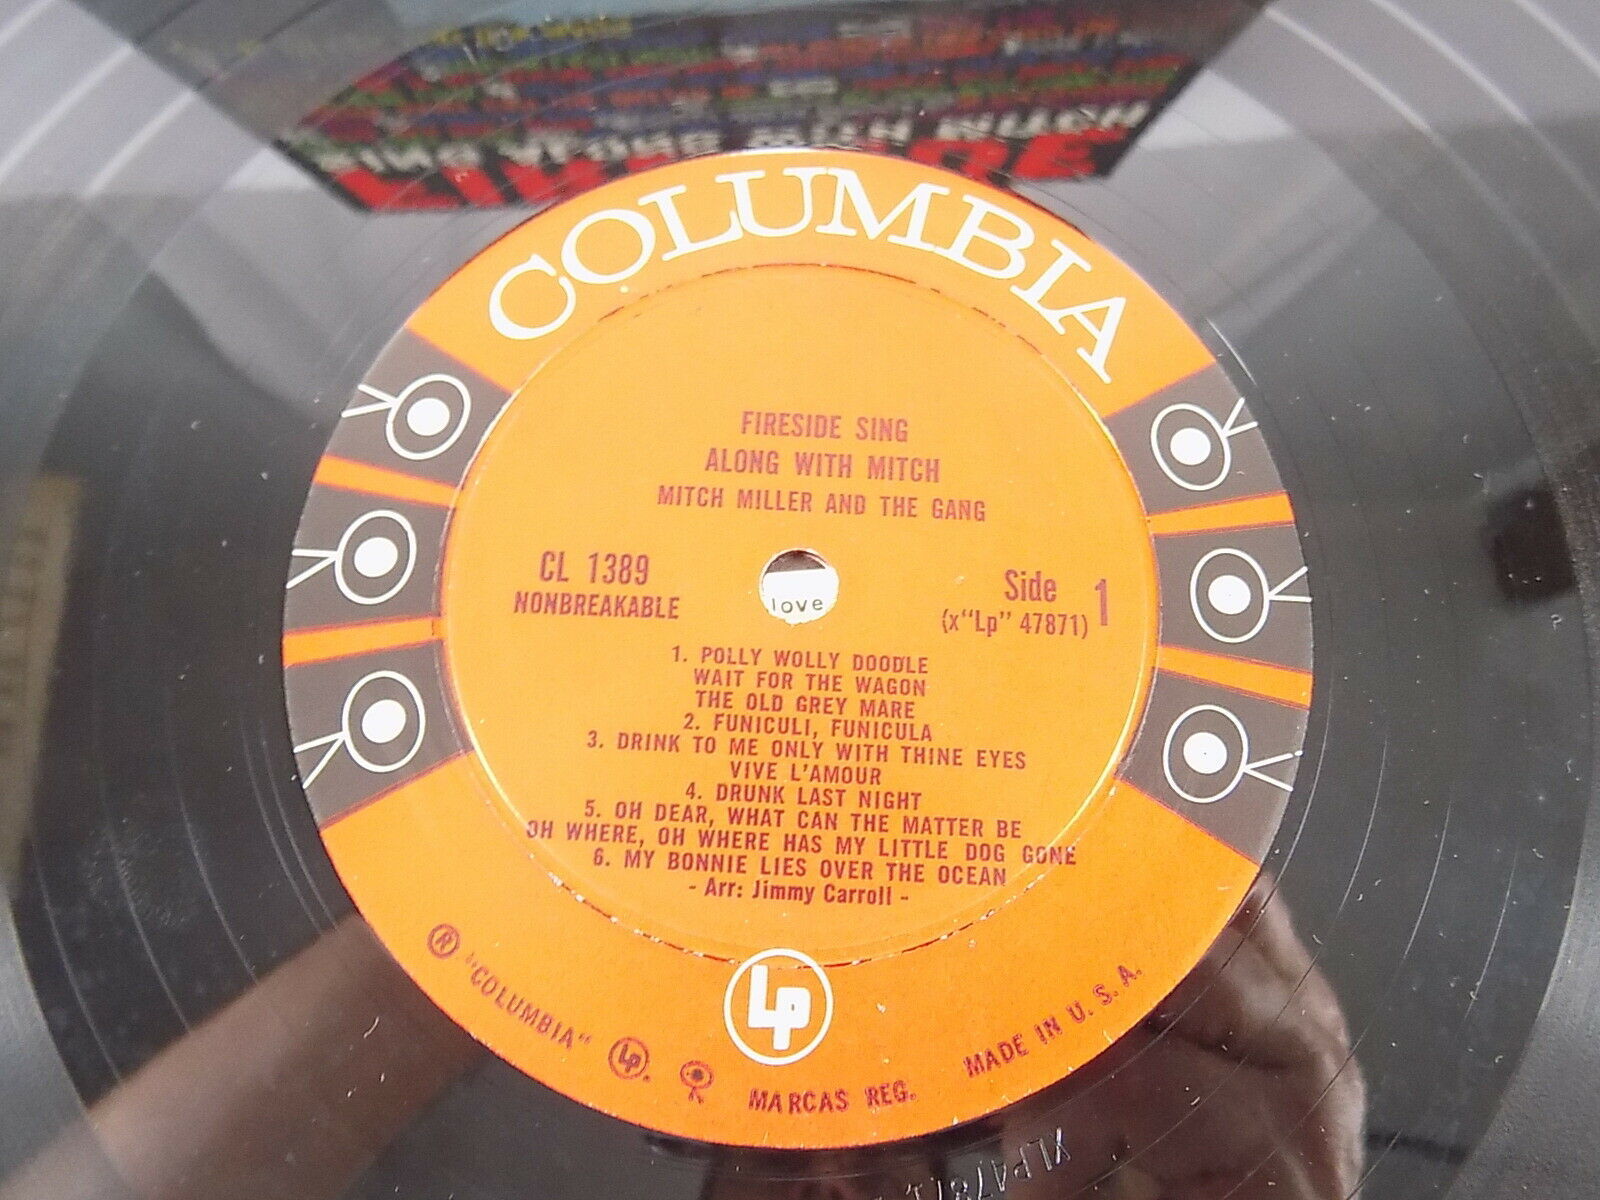 COLUMBIA
FIRESIDE SING
ALONG WITH MITCH
MITCH MILLER AND THE GANG
CL 1389
NONBREAKABLE
Side 1
(x"Lp" 47871)
love
1. POLLY WOLLY DOODLE
WAIT FOR THE WAGON
THE OLD GREY MARE
2. FUNICULI, FUNICULA
3. DRINK TO ME ONLY WITH THINE EYES
VIVE L'AMOUR
4. DRUNK LAST NIGHT
5. OH DEAR, WHAT CAN THE MATTER BE
OH WHERE, OH WHERE HAS MY LITTLE DOG GONE
6. MY BONNIE LIES OVER THE OCEAN
- Arr: Jimmy Carroll -
Lp
® "COLUMBIA" Lp. MARCAS REG. MADE IN U.S.A.